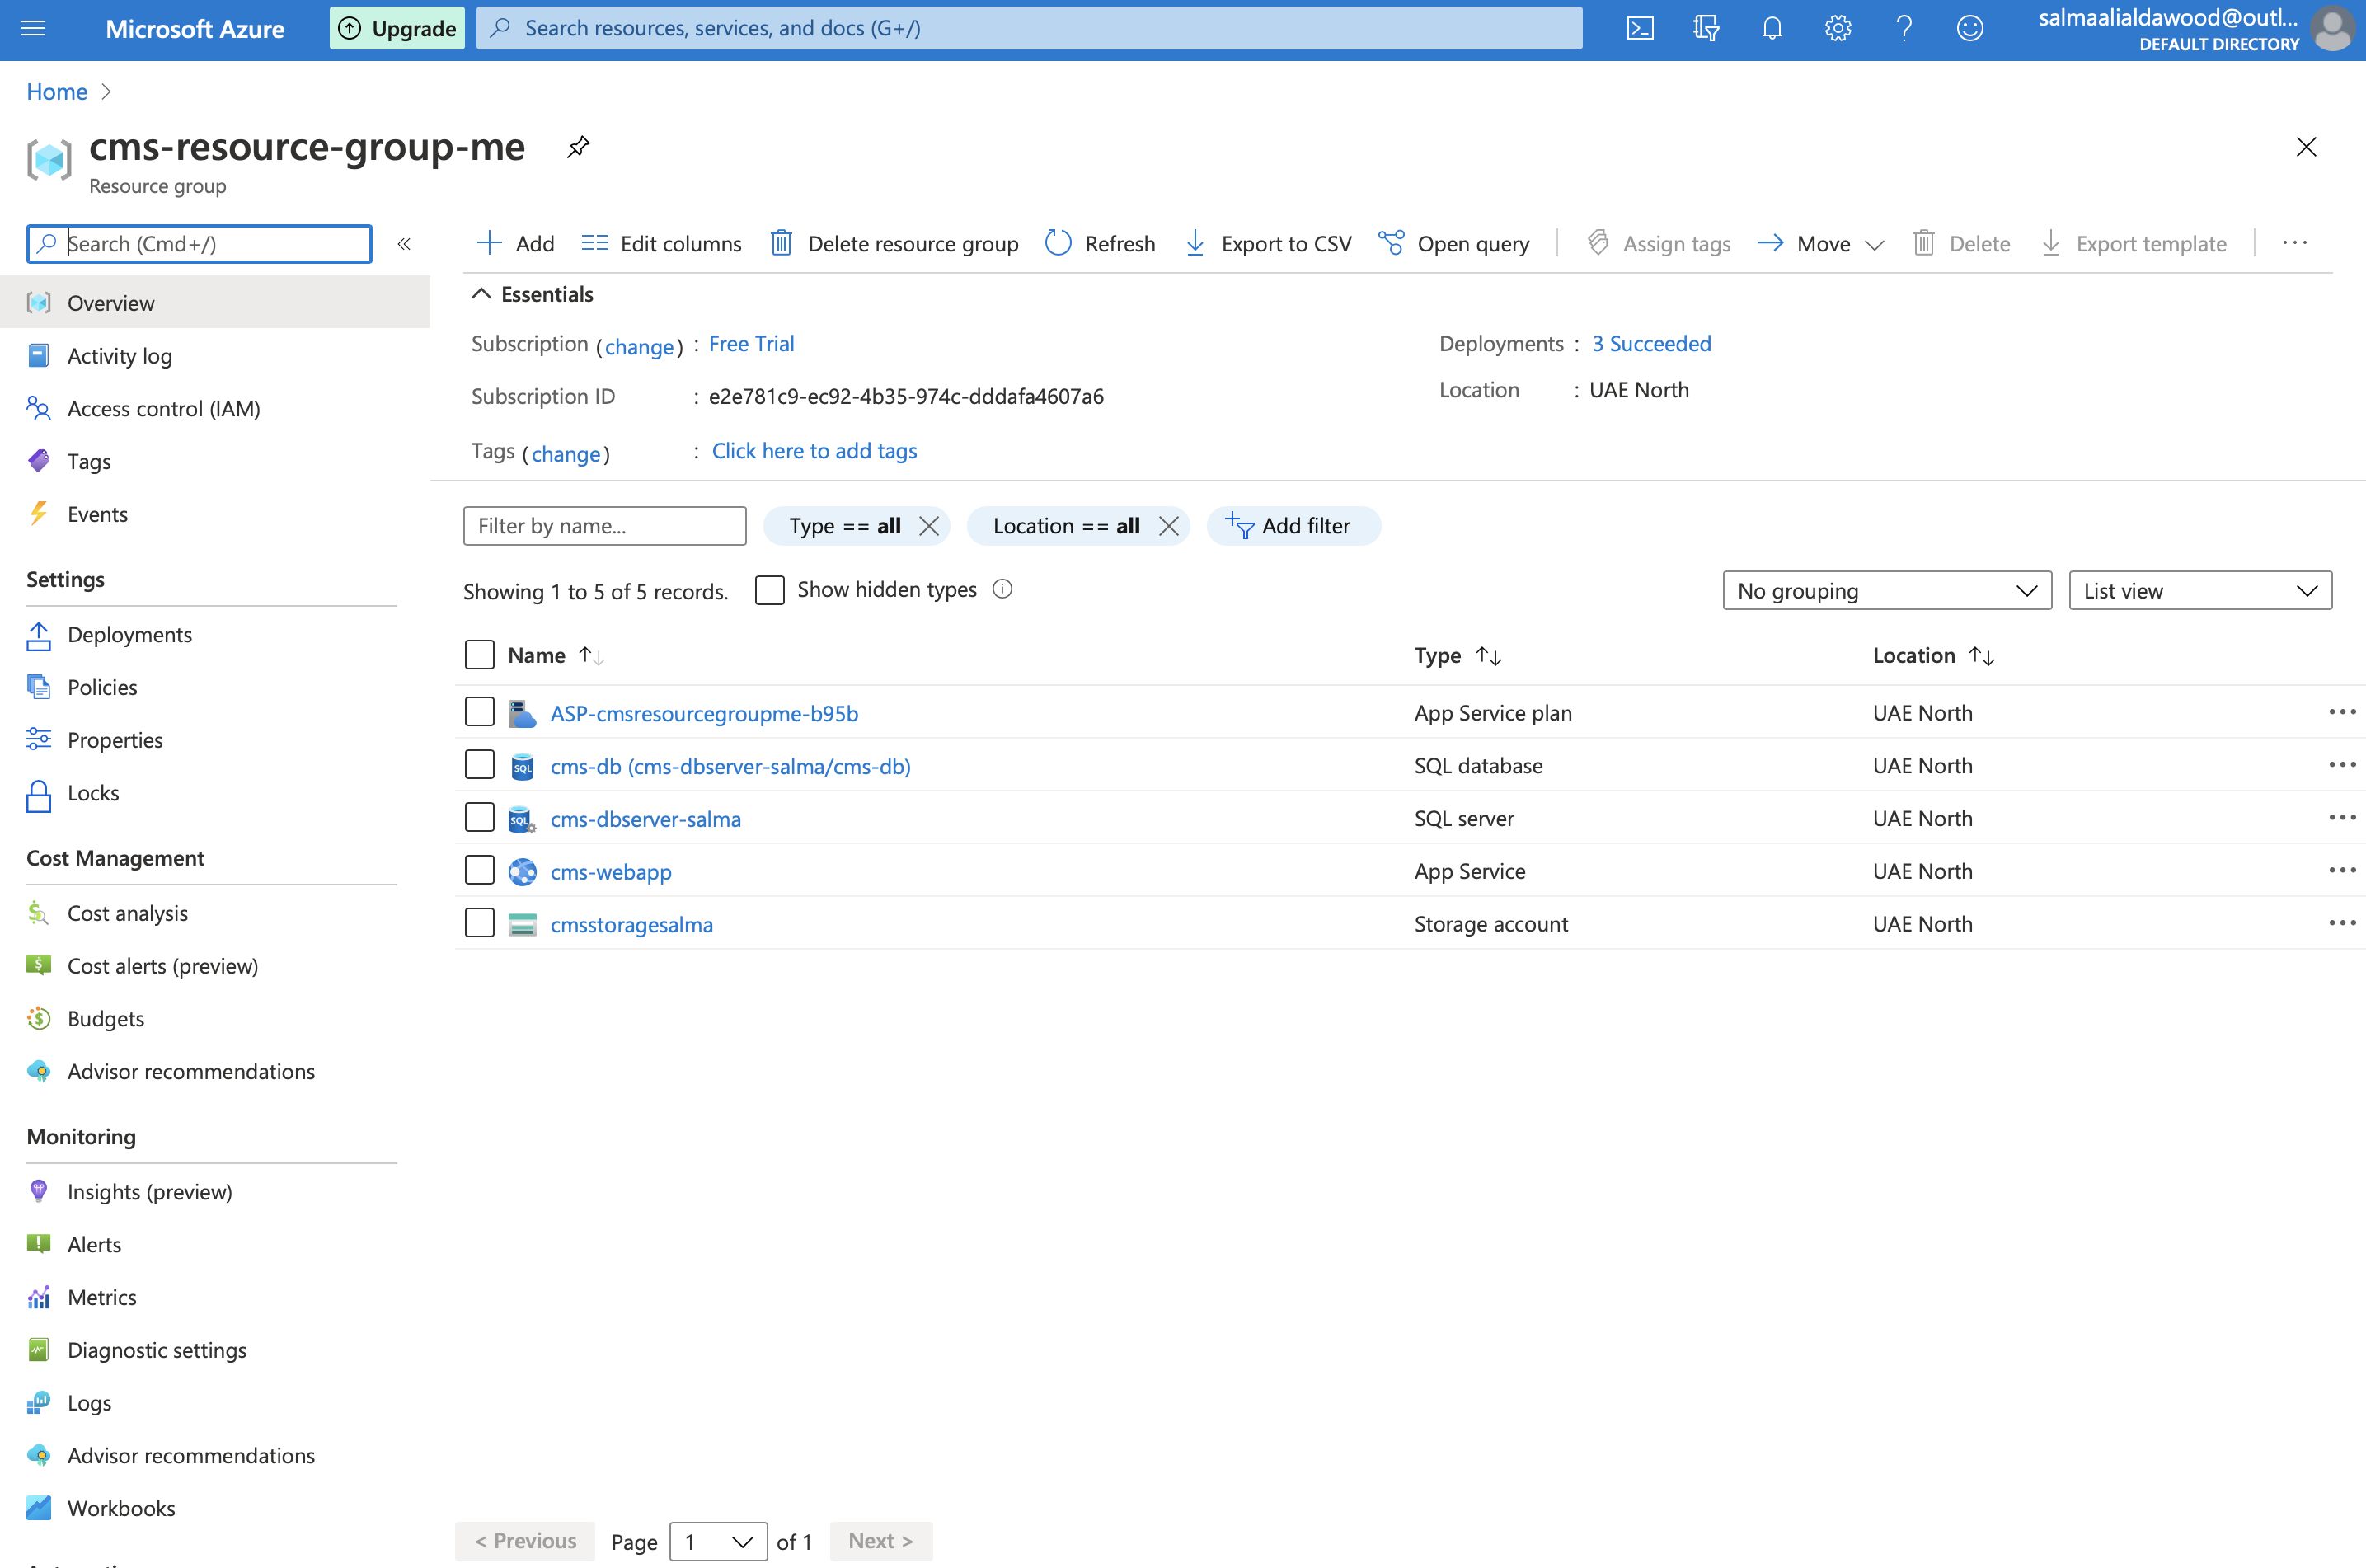 Microsoft Azure
Upgrade
Search resources, services, and docs (G+/)
salmaalialdawood@outl...
DEFAULT DIRECTORY
Home
cms-resource-group-me
Resource group
Search (Cmd+/)
Add
Edit columns
Delete resource group
Refresh
Export to CSV
Open query
Assign tags
Move
Delete
Export template
Overview
Activity log
Access control (IAM)
Tags
Events
Settings
Deployments
Policies
Properties
Locks
Cost Management
Cost analysis
Cost alerts (preview)
Budgets
Advisor recommendations
Monitoring
Insights (preview)
Alerts
Metrics
Diagnostic settings
Logs
Advisor recommendations
Workbooks
Essentials
Subscription (change) : Free Trial
Subscription ID : e2e781c9-ec92-4b35-974c-dddafa4607a6
Tags (change) : Click here to add tags
Deployments : 3 Succeeded
Location : UAE North
Filter by name...
Type == all
Location == all
Add filter
Showing 1 to 5 of 5 records.
Show hidden types
No grouping
List view
Name Type Location
ASP-cmsresourcegroupme-b95b App Service plan UAE North
cms-db (cms-dbserver-salma/cms-db) SQL database UAE North
cms-dbserver-salma SQL server UAE North
cms-webapp App Service UAE North
cmsstoragesalma Storage account UAE North
< Previous Page 1 of 1 Next >